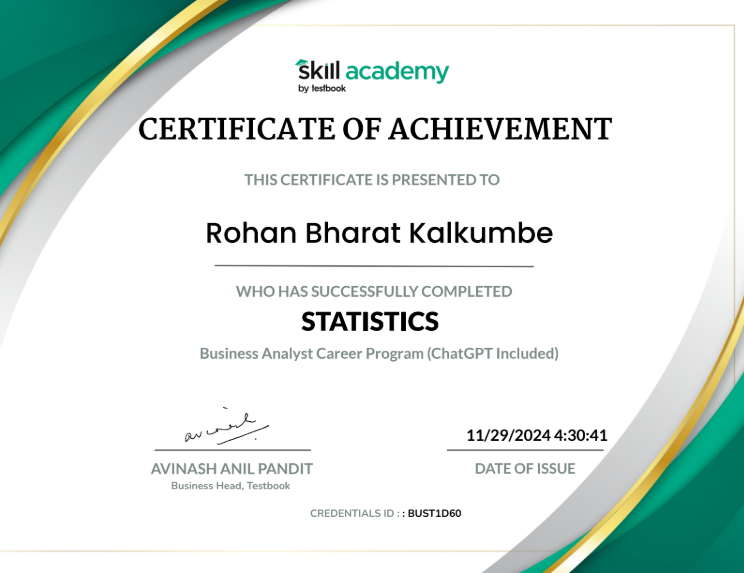 skill academy
by testbook
CERTIFICATE OF ACHIEVEMENT
THIS CERTIFICATE IS PRESENTED TO
Rohan Bharat Kalkumbe
WHO HAS SUCCESSFULLY COMPLETED
STATISTICS
Business Analyst Career Program (ChatGPT Included)
avinash
11/29/2024 4:30:41
AVINASH ANIL PANDIT
DATE OF ISSUE
Business Head, Testbook
CREDENTIALS ID : : BUST1D60